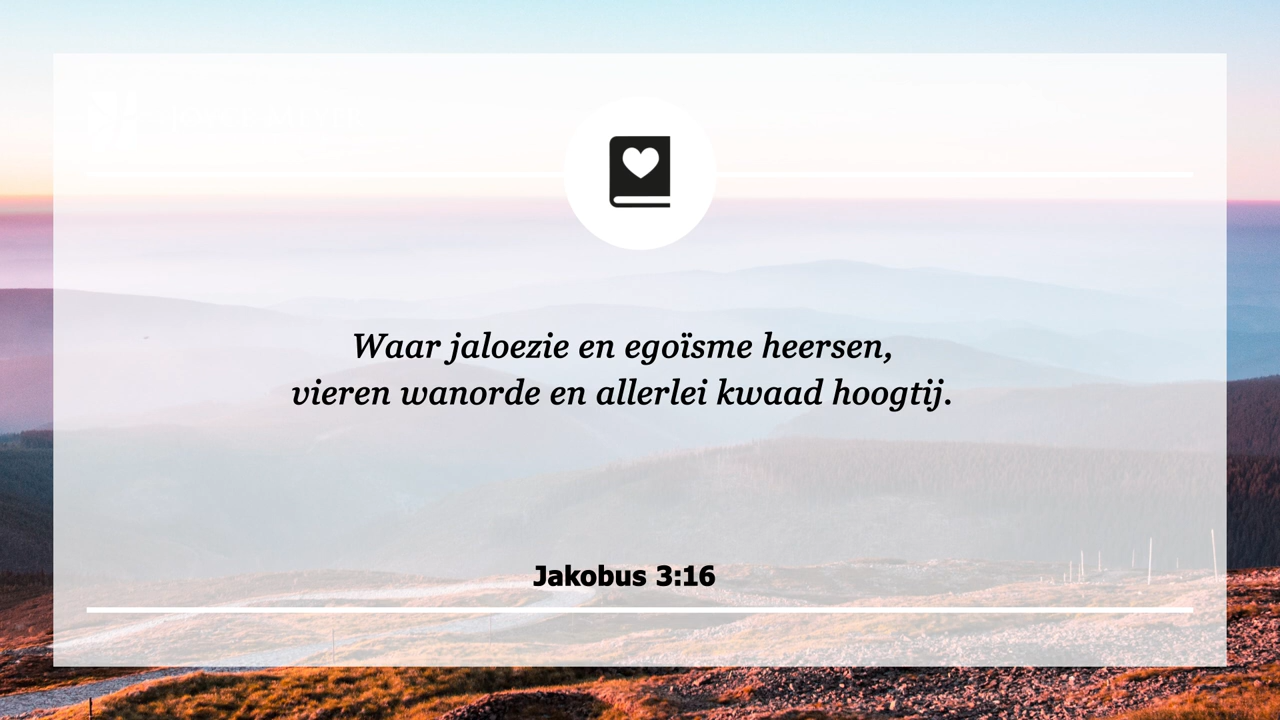 Waar jaloezie en egoïsme heersen,
vieren wanorde en allerlei kwaad hoogtij.
Jakobus 3:16